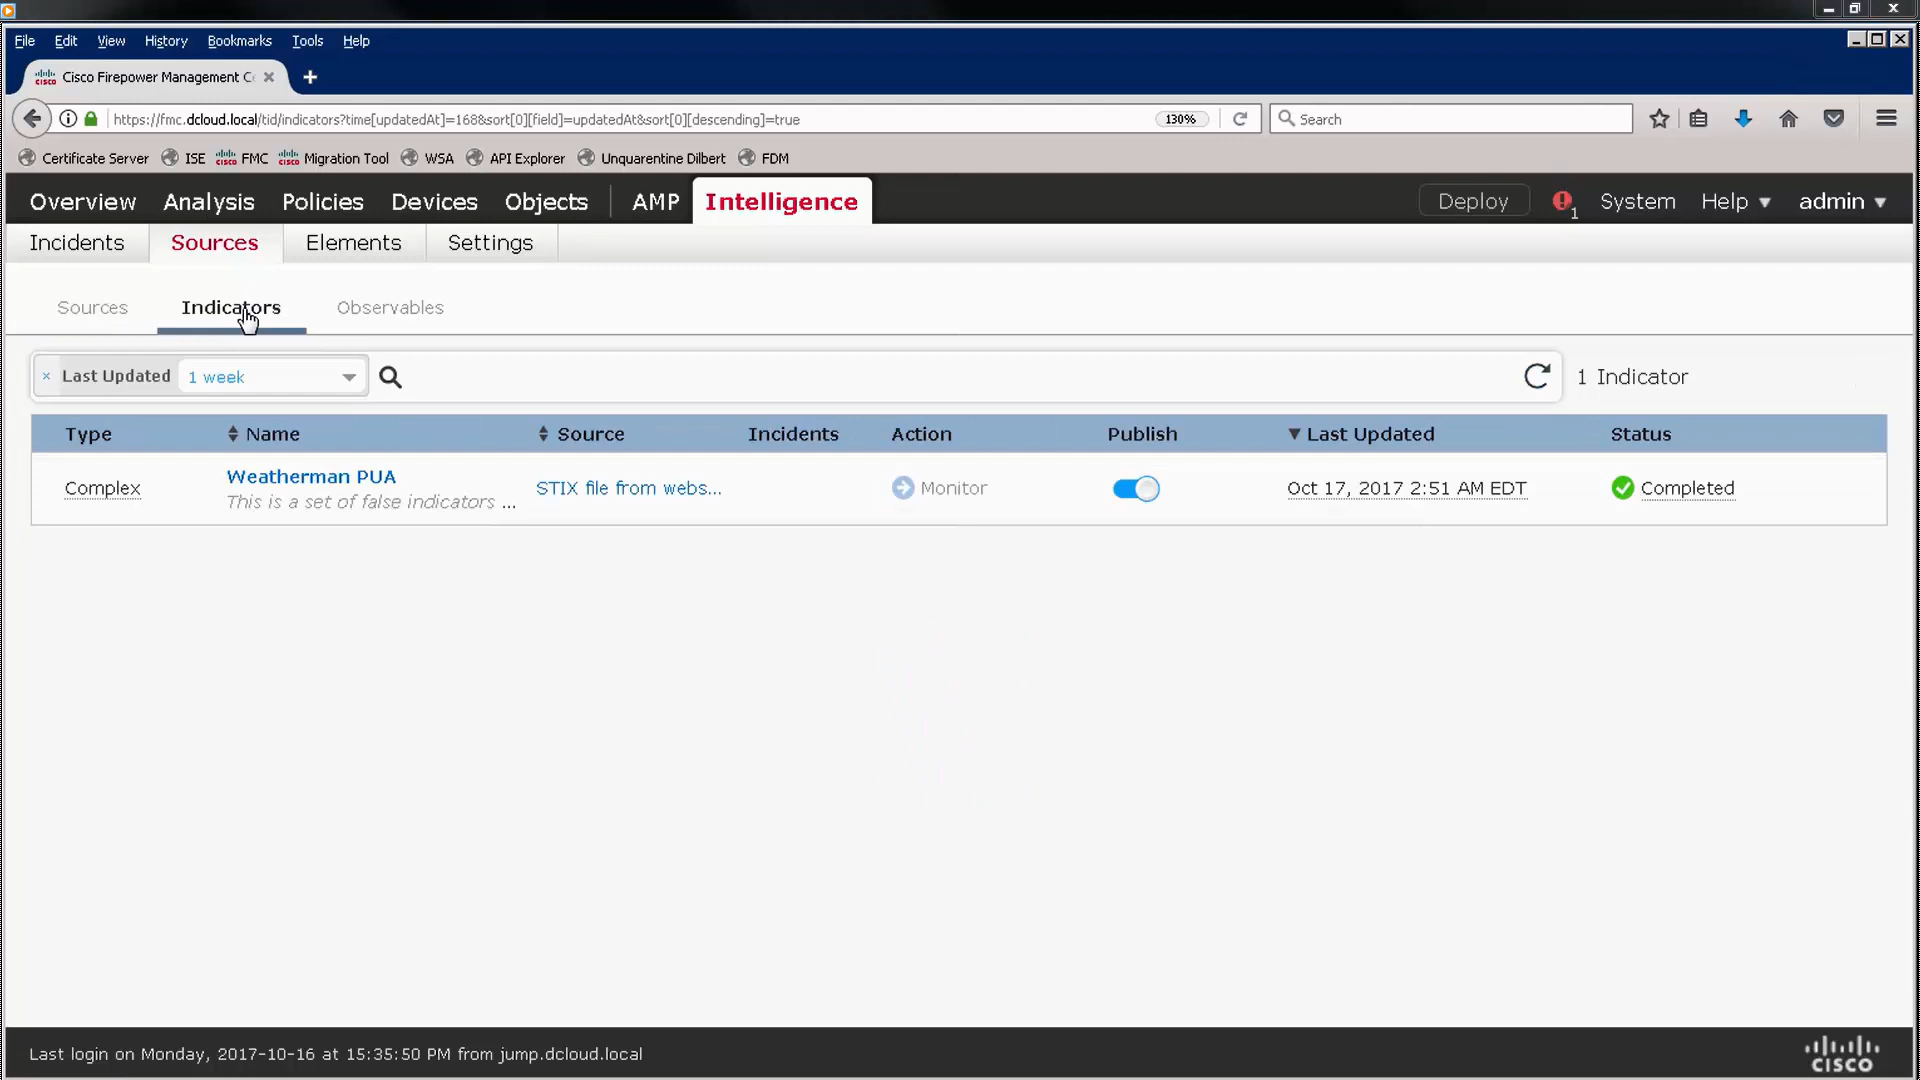 File Edit View History Bookmarks Tools Help
cisco Cisco Firepower Management Ce
https://fmc.dcloud.local/tid/indicators?time[updatedAt]=168&sort[0][field]=updatedAt&sort[0][descending]=true 130% Search
Certificate Server ISE cisco FMC cisco Migration Tool WSA API Explorer Unquarentine Dilbert FDM
Overview Analysis Policies Devices Objects AMP Intelligence Deploy 1 System Help admin
Incidents Sources Elements Settings
Sources Indicators Observables
× Last Updated 1 week 1 Indicator
Type Name Source Incidents Action Publish Last Updated Status
Complex Weatherman PUA STIX file from webs... Monitor Oct 17, 2017 2:51 AM EDT Completed
This is a set of false indicators ...
Last login on Monday, 2017-10-16 at 15:35:50 PM from jump.dcloud.local
cisco